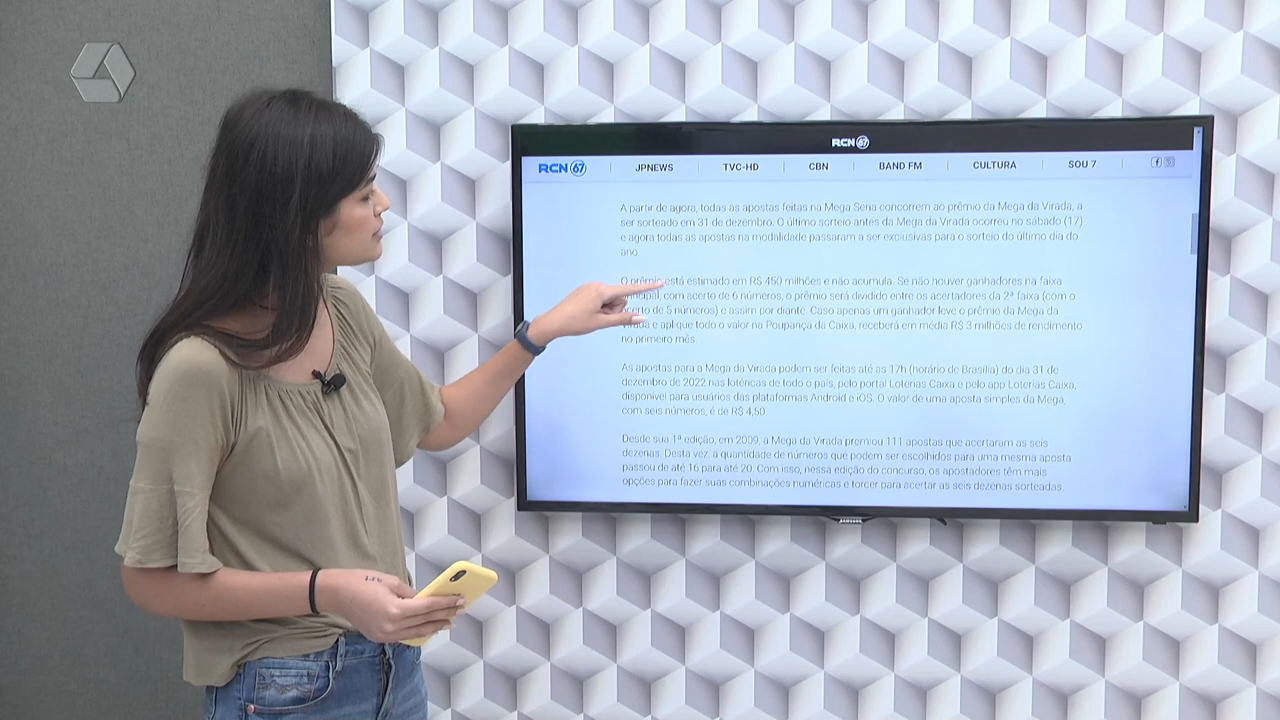 RCN 67
RCN 67 JPNEWS TVC-HD CBN BAND FM CULTURA SOU 7
A partir de agora, todas as apostas feitas na Mega Sena concorrem ao prêmio da Mega da Virada, a
ser sorteado em 31 de dezembro. O último sorteio antes da Mega da Virada ocorreu no sábado (17)
e agora todas as apostas na modalidade passaram a ser exclusivas para o sorteio do último dia do
ano.
O prêmio está estimado em R$ 450 milhões e não acumula. Se não houver ganhadores na faixa
com acerto de 6 números, o prêmio será dividido entre os acertadores da 2ª faixa (com o
de 5 números) e assim por diante. Caso apenas um ganhador leve o prêmio da Mega da
Virada e aplique todo o valor na Poupança da Caixa, receberá em média R$ 3 milhões de rendimento
no primeiro mês.
As apostas para a Mega da Virada podem ser feitas até as 17h (horário de Brasília) do dia 31 de
dezembro de 2022 nas lotéricas de todo o país, pelo portal Loterias Caixa e pelo app Loterias Caixa,
disponível para usuários das plataformas Android e iOS. O valor de uma aposta simples da Mega,
com seis números, é de R$ 4,50.
Desde sua 1ª edição, em 2009, a Mega da Virada premiou 111 apostas que acertaram as seis
dezenas. Desta vez, a quantidade de números que podem ser escolhidos para uma mesma aposta
passou de até 16 para até 20. Com isso, nessa edição do concurso, os apostadores têm mais
opções para fazer suas combinações numéricas e torcer para acertar as seis dezenas sorteadas.
SAMSUNG